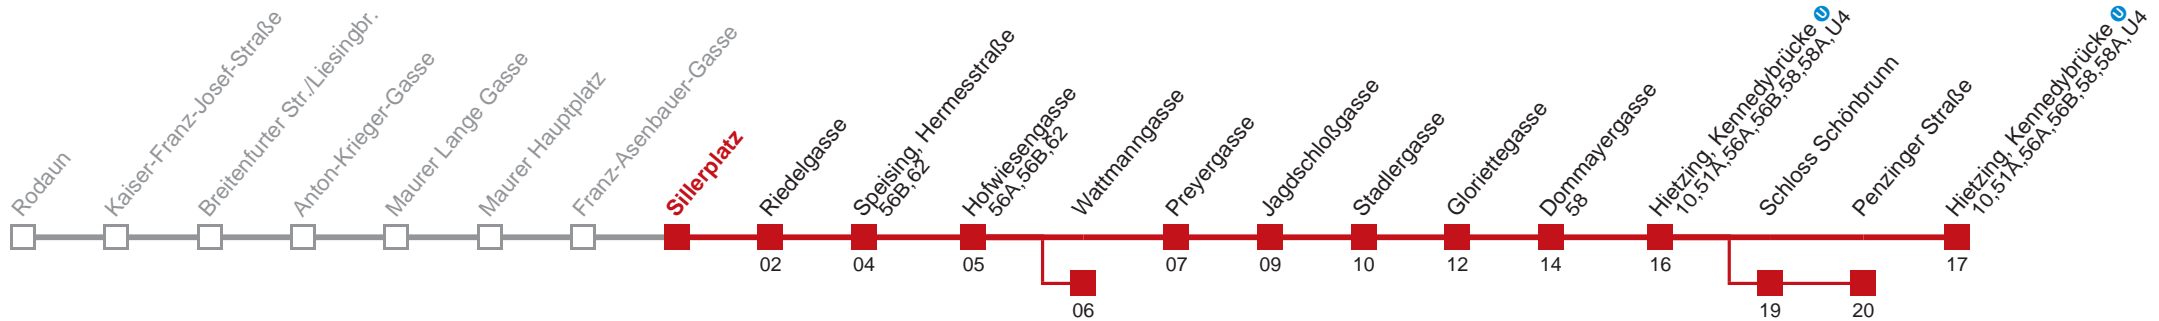 Rodaun
Kaiser-Franz-Josef-Straße
Breitenfurter Str./Liesingbr.
Anton-Krieger-Gasse
Maurer Lange Gasse
Maurer Hauptplatz
Franz-Asenbauer-Gasse
Sillerplatz
Riedelgasse
02
Speising, Hermesstraße
56B,62
04
Hofwiesengasse
56A,56B,62
05
Wattmanngasse
06
Preyergasse
07
Jagdschloßgasse
09
Stadlergasse
10
Gloriettegasse
12
Dommayergasse
58
14
Hietzing, Kennedybrücke U
10,51A,56A,56B,58,58A,U4
16
Schloss Schönbrunn
19
Penzinger Straße
20
Hietzing, Kennedybrücke U
10,51A,56A,56B,58,58A,U4
17